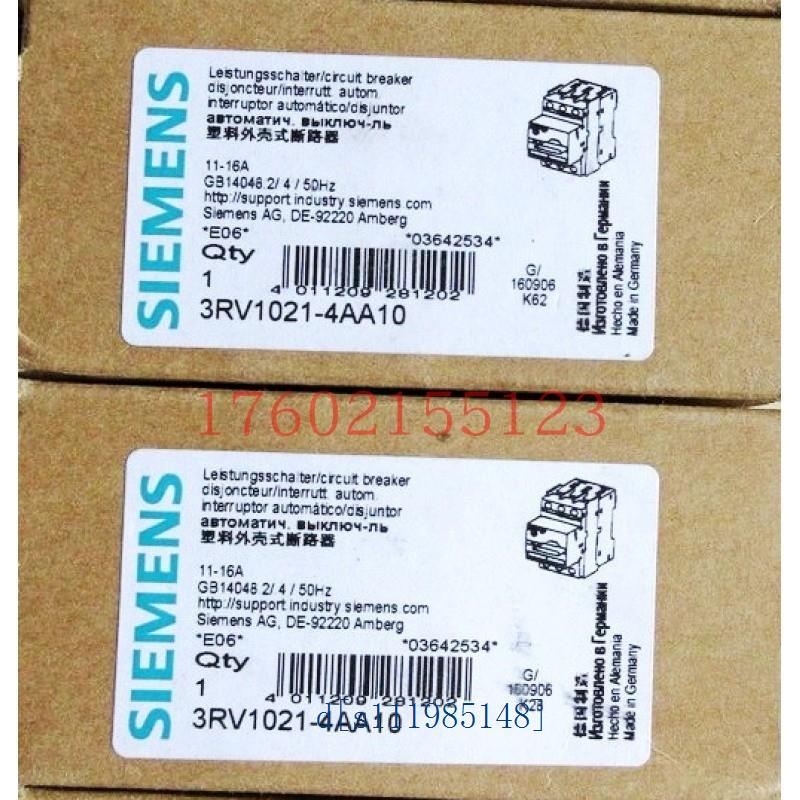 SIEMENS
Leistungsschalter/circuit breaker
disjoncteur/interrutt. autom.
interruptor automático/disjuntor
автоматич. выключ-ль
塑料外壳式断路器
11-16A
GB14048.2/ 4 / 50Hz
http://support industry siemens com
Siemens AG, DE-92220 Amberg
*E06*
*03642534*
Qty
1
4 011209 281202
3RV1021-4AA10
G/
160906
K62
德国制造
Изготовлено в Германии
Hecho en Alemania
Made in Germany
17602155123
SIEMENS
Leistungsschalter/circuit breaker
disjoncteur/interrutt. autom.
interruptor automático/disjuntor
автоматич. выключ-ль
塑料外壳式断路器
11-16A
GB14048 2/ 4 / 50Hz
http://support industry siemens com
Siemens AG, DE-92220 Amberg
*E06*
*03642534*
Qty
1
4 011209 281202
3RV1021-4AA10
G/
160906
K28
德国制造
Изготовлено в Германии
Hecho en Alemania
Made in Germany